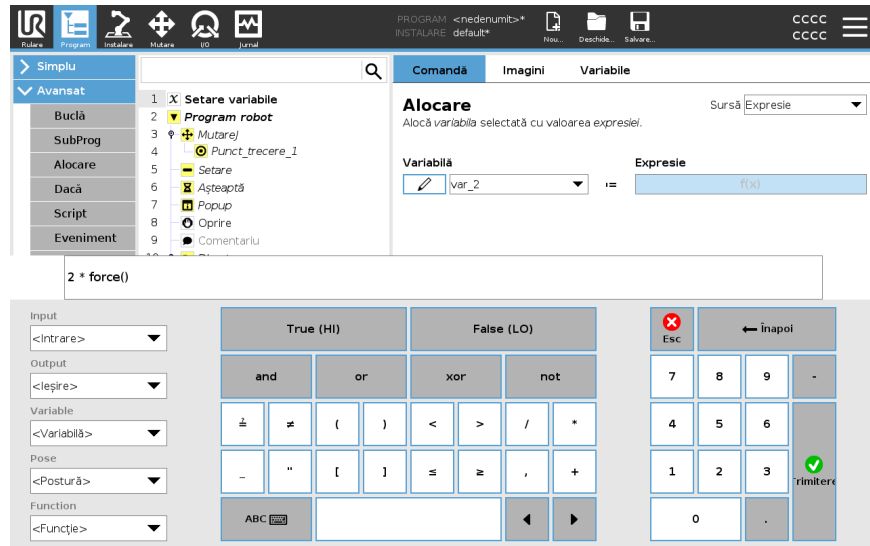 UR
Rulare
Program
Instalare
Mutare
I/O
Jurnal
PROGRAM <nedenumit>*
INSTALARE default*
Nou...
Deschide...
Salvare...
CCCC
CCCC
Simplu
Avansat
Buclă
SubProg
Alocare
Dacă
Script
Eveniment
1 X Setare variabile
2 Program robot
3 MutareJ
4 Punct_trecere_1
5 Setare
6 Așteaptă
7 Popup
8 Oprire
9 Comentariu
Comandă Imagini Variabile
Alocare
Sursă Expresie
Alocă variabila selectată cu valoarea expresiei.
Variabilă Expresie
var_2 := f(x)
2 * force()
Input
<Intrare>
Output
<Ieșire>
Variable
<Variabilă>
Pose
<Postură>
Function
<Funcție>
True (HI) False (LO)
and or xor not
≟ ≠ ( ) < > / *
_ " [ ] ≤ ≥ , +
ABC
Esc
Înapoi
7 8 9 -
4 5 6
1 2 3
Trimitere
0 .